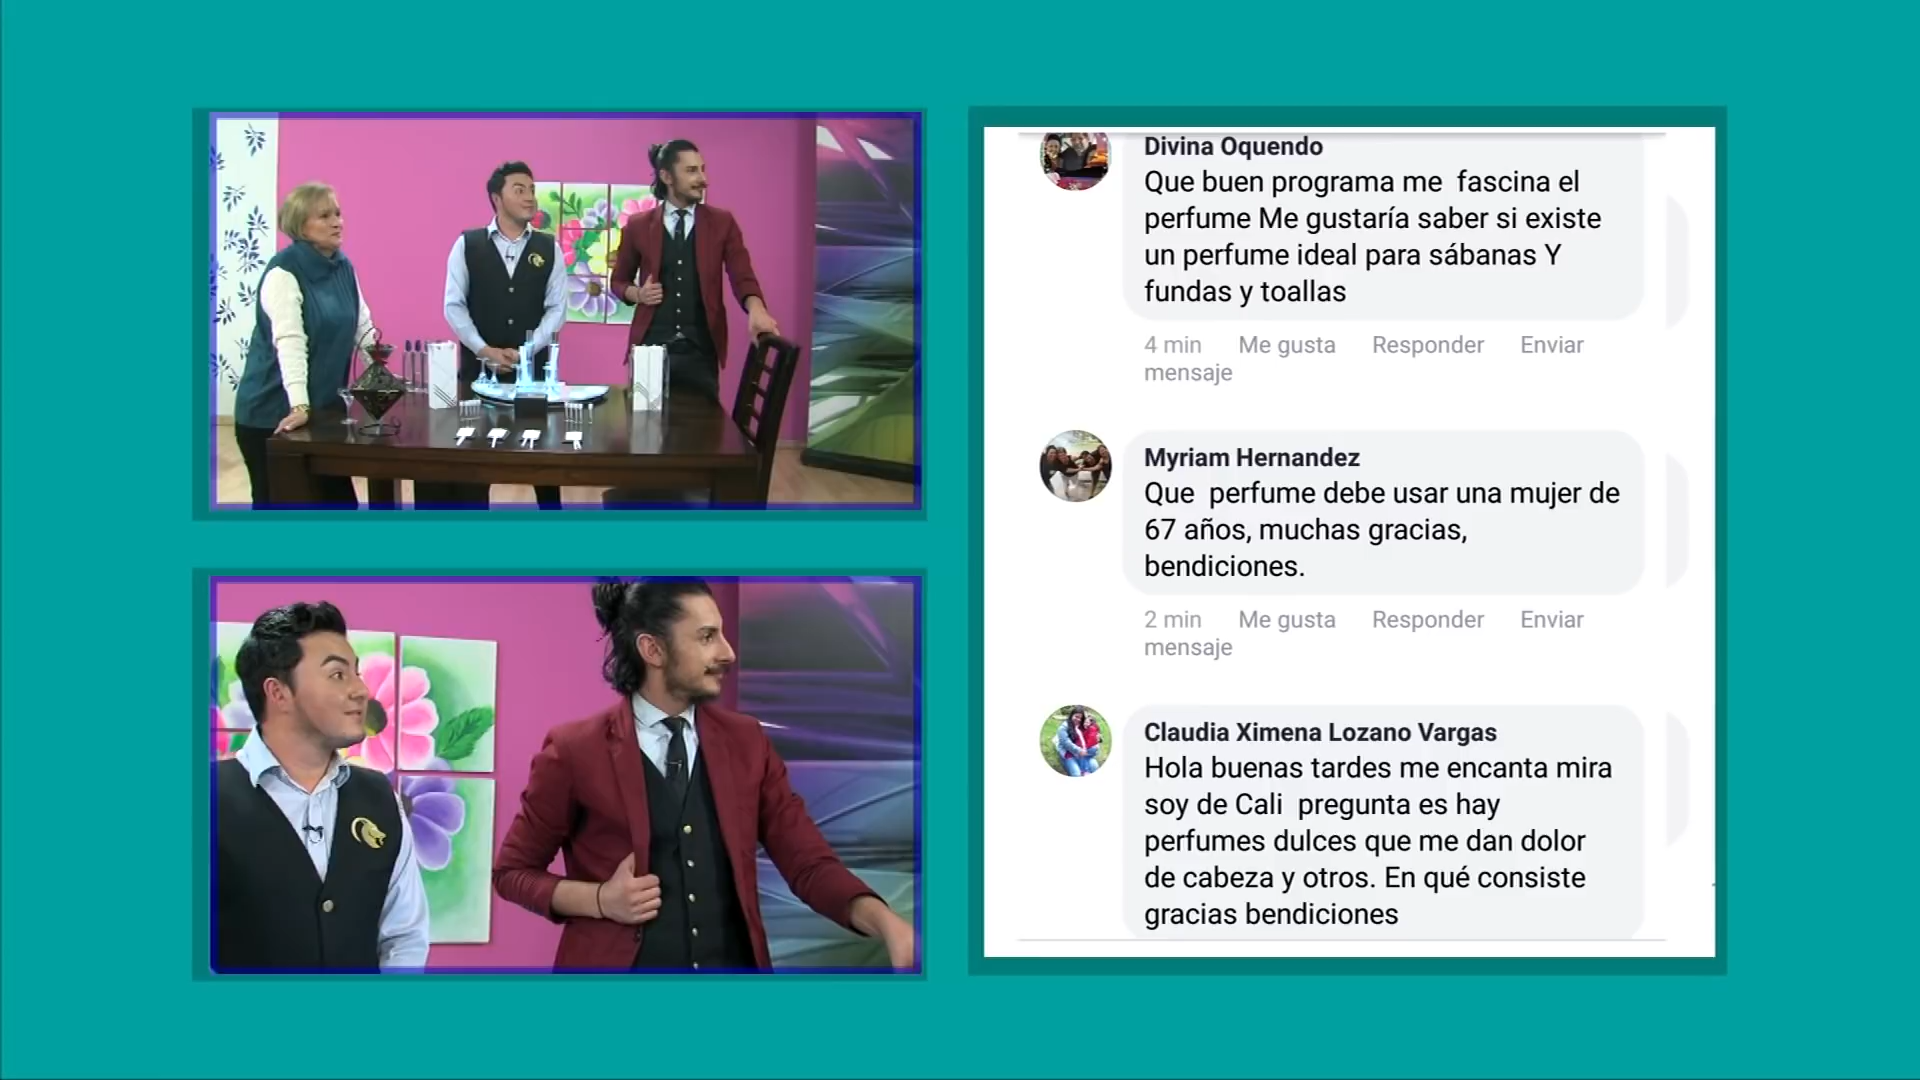 Divina Oquendo
Que buen programa me  fascina el
perfume Me gustaría saber si existe
un perfume ideal para sábanas Y
fundas y toallas
4 min Me gusta Responder Enviar
mensaje
Myriam Hernandez
Que  perfume debe usar una mujer de
67 años, muchas gracias,
bendiciones.
2 min Me gusta Responder Enviar
mensaje
Claudia Ximena Lozano Vargas
Hola buenas tardes me encanta mira
soy de Cali  pregunta es hay
perfumes dulces que me dan dolor
de cabeza y otros. En qué consiste
gracias bendiciones